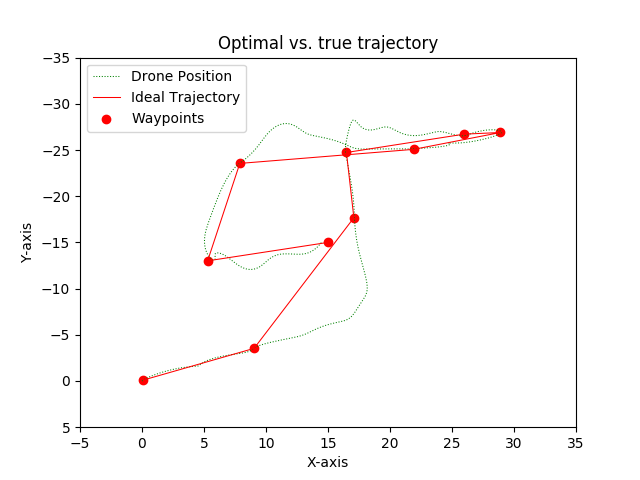 Optimal vs. true trajectory
Drone Position
Ideal Trajectory
Waypoints
Y-axis
−35
−30
−25
−20
−15
−10
−5
0
5
−5 0 5 10 15 20 25 30 35
X-axis